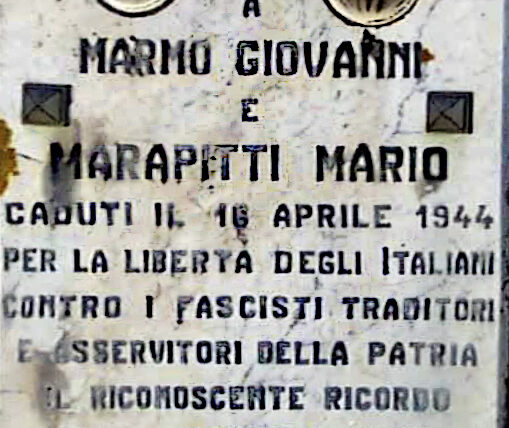 A
MARMO GIOVANNI
E
MARAPITTI MARIO
CADUTI IL 16 APRILE 1944
PER LA LIBERTA DEGLI ITALIANI
CONTRO I FASCISTI TRADITORI
E ASSERVITORI DELLA PATRIA
IL RICONOSCENTE RICORDO